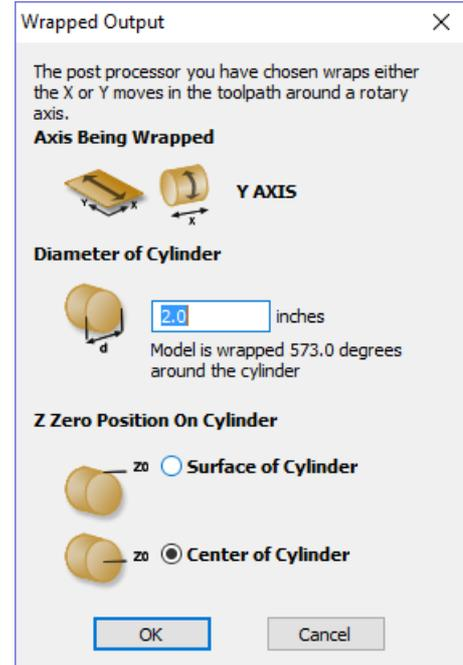 Wrapped Output
The post processor you have chosen wraps either
the X or Y moves in the toolpath around a rotary
axis.
Axis Being Wrapped
Y X
X
Y AXIS
Diameter of Cylinder
d
2.0 inches
Model is wrapped 573.0 degrees
around the cylinder
Z Zero Position On Cylinder
Z0 Surface of Cylinder
Z0 Center of Cylinder
OK Cancel